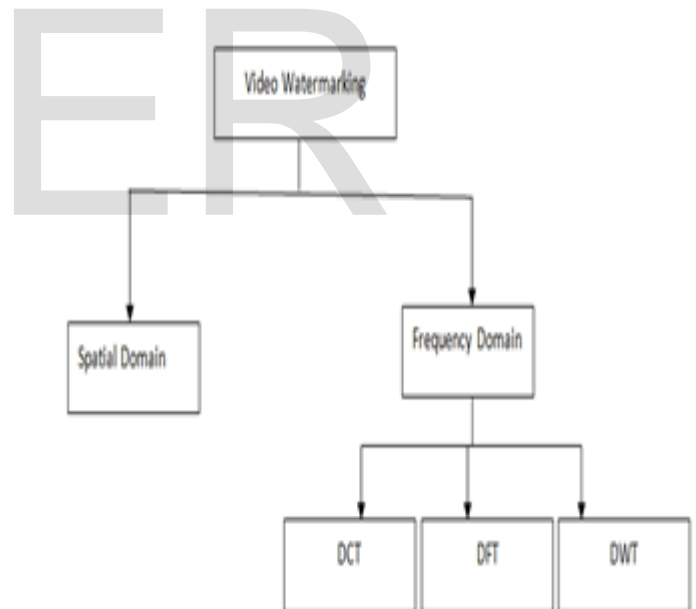 ER
Video Watermarking
Spatial Domain
Frequency Domain
DCT
DFT
DWT